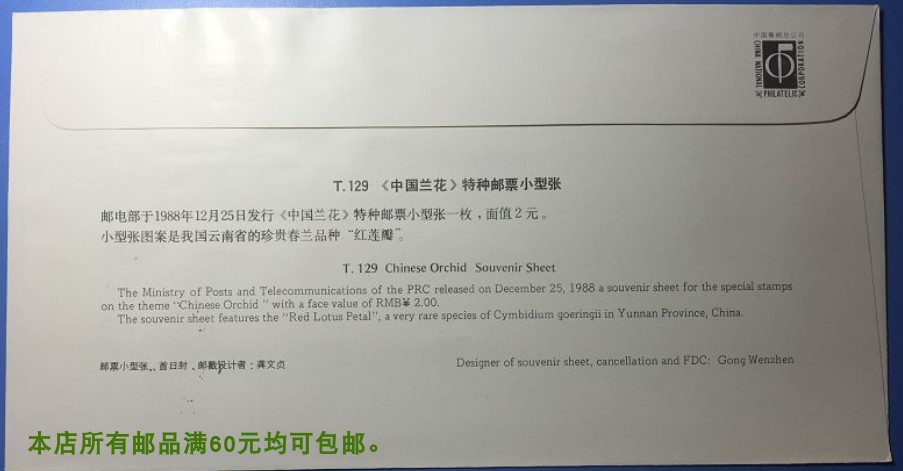 中国集邮总公司
CHINA NATIONAL
PHILATELIC
CORPORATION
T.129 《中国兰花》特种邮票小型张
邮电部于1988年12月25日发行《中国兰花》特种邮票小型张一枚，面值2元。
小型张图案是我国云南省的珍贵春兰品种“红莲瓣”。
T. 129 Chinese Orchid Souvenir Sheet
The Ministry of Posts and Telecommunications of the PRC released on December 25, 1988 a souvenir sheet for the special stamps
on the theme "Chinese Orchid " with a face value of RMB¥ 2.00.
The souvenir sheet features the "Red Lotus Petal", a very rare species of Cymbidium goeringii in Yunnan Province, China.
邮票小型张、首日封、邮戳设计者：龚文贞
Designer of souvenir sheet, cancellation and FDC: Gong Wenzhen
本店所有邮品满60元均可包邮。